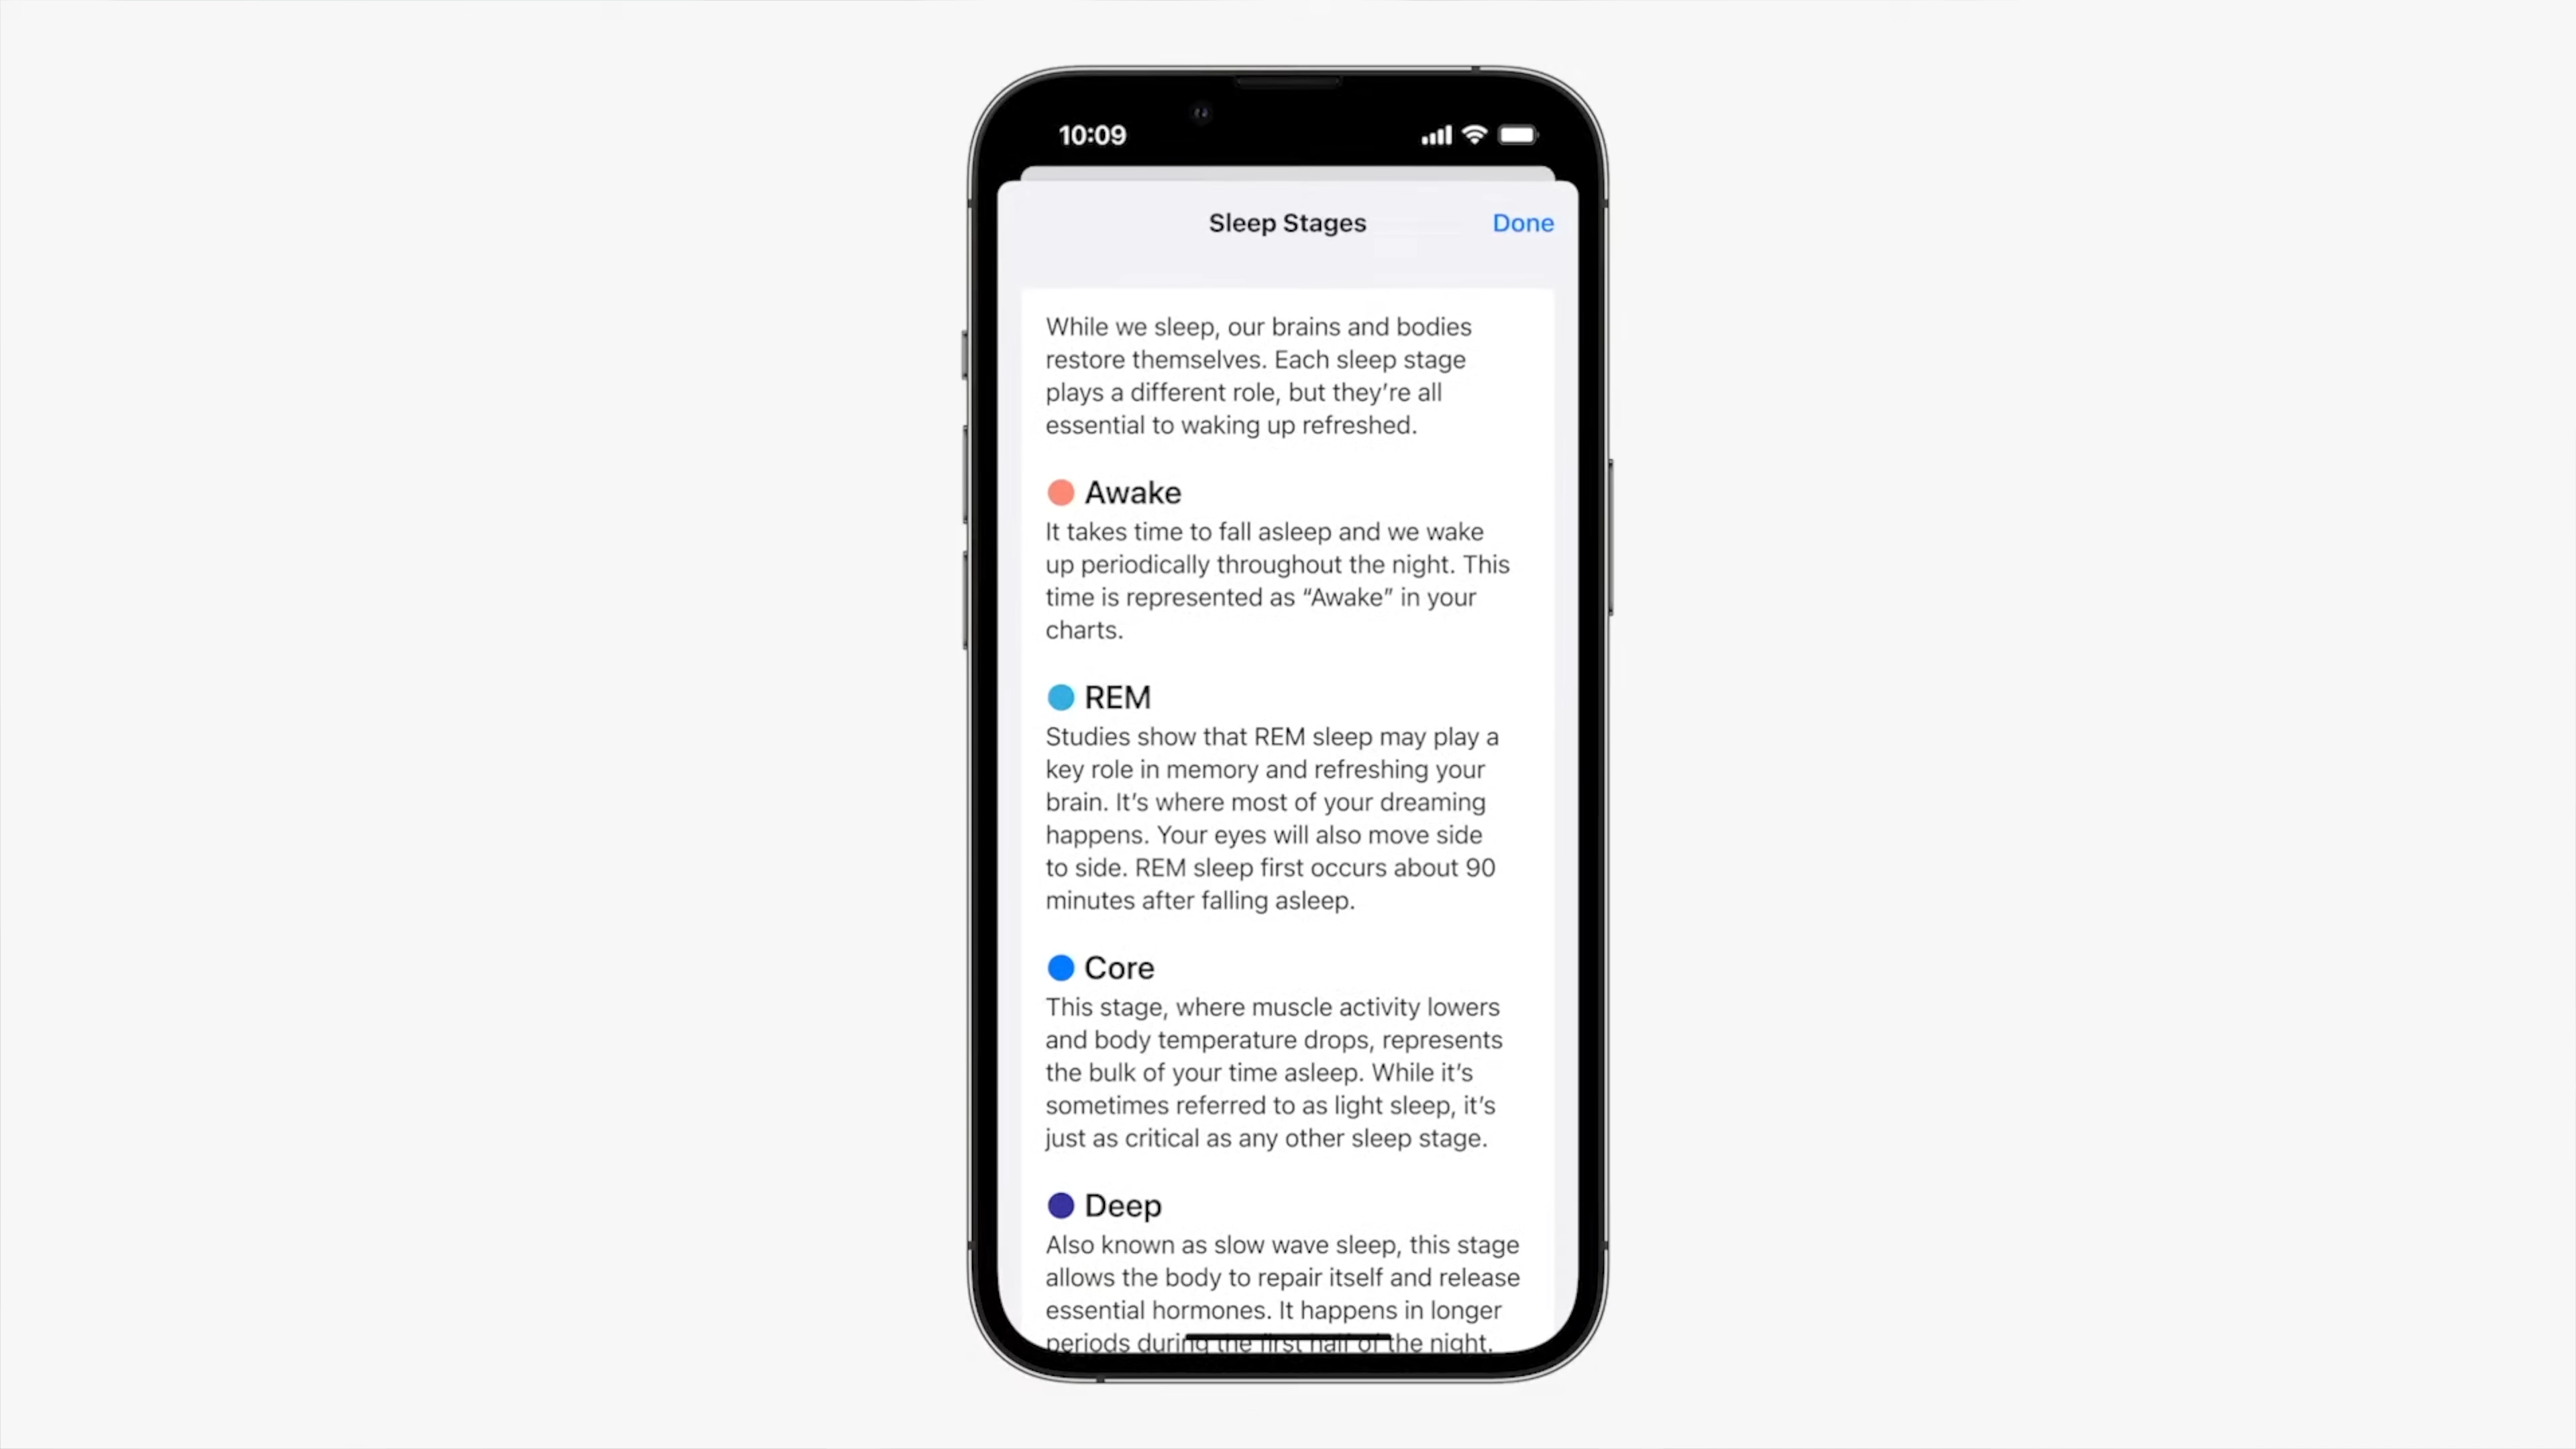 10:09
Sleep Stages
Done
While we sleep, our brains and bodies
restore themselves. Each sleep stage
plays a different role, but they’re all
essential to waking up refreshed.
Awake
It takes time to fall asleep and we wake
up periodically throughout the night. This
time is represented as “Awake” in your
charts.
REM
Studies show that REM sleep may play a
key role in memory and refreshing your
brain. It’s where most of your dreaming
happens. Your eyes will also move side
to side. REM sleep first occurs about 90
minutes after falling asleep.
Core
This stage, where muscle activity lowers
and body temperature drops, represents
the bulk of your time asleep. While it’s
sometimes referred to as light sleep, it’s
just as critical as any other sleep stage.
Deep
Also known as slow wave sleep, this stage
allows the body to repair itself and release
essential hormones. It happens in longer
periods during the first half of the night.